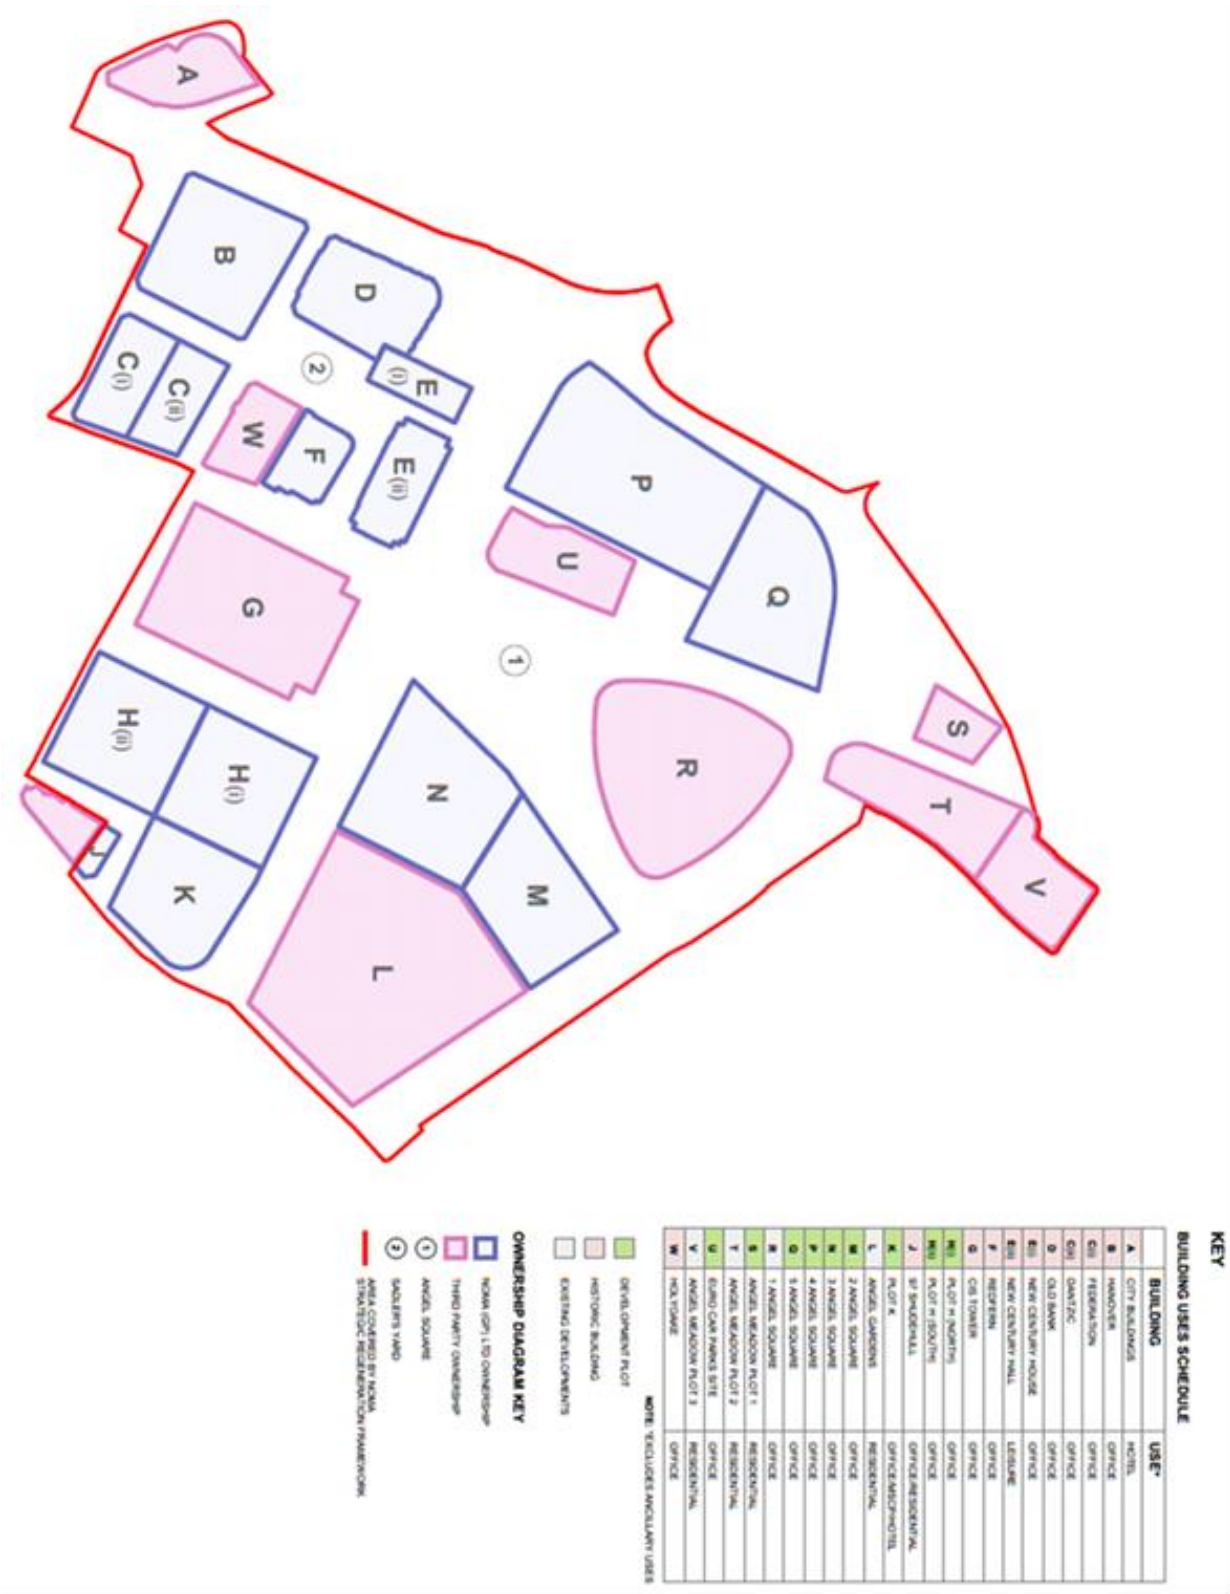 A
B
D
C(i)
C(ii)
E (i)
2
W
F
E(ii)
P
U
Q
G
1
S
R
T
V
H(ii)
H(i)
N
M
J
K
L
KEY
BUILDING USES SCHEDULE
BUILDING USE*
A CITY BUILDINGS HOTEL
B HANOVER OFFICE
C(i) FEDERATION OFFICE
C(ii) DANTZIC OFFICE
D OLD BANK OFFICE
E(i) NEW CENTURY HOUSE OFFICE
E(ii) NEW CENTURY HALL LEISURE
F REDFERN OFFICE
G CIS TOWER OFFICE
H(i) PLOT H (NORTH) OFFICE
H(ii) PLOT H (SOUTH) OFFICE
J 97 SHUDEHILL OFFICE/RESIDENTIAL
K PLOT K OFFICE/MSCP/HOTEL
L ANGEL GARDENS RESIDENTIAL
M 2 ANGEL SQUARE OFFICE
N 3 ANGEL SQUARE OFFICE
P 4 ANGEL SQUARE OFFICE
Q 5 ANGEL SQUARE OFFICE
R 1 ANGEL SQUARE OFFICE
S ANGEL MEADOW PLOT 1 RESIDENTIAL
T ANGEL MEADOW PLOT 2 RESIDENTIAL
U EURO CAR PARKS SITE OFFICE
V ANGEL MEADOW PLOT 3 RESIDENTIAL
W HOLYOAKE OFFICE
NOTE: *EXCLUDES ANCILLARY USES
DEVELOPMENT PLOT
HISTORIC BUILDING
EXISTING DEVELOPMENTS
OWNERSHIP DIAGRAM KEY
NOMA (GP) LTD OWNERSHIP
THIRD PARTY OWNERSHIP
1 ANGEL SQUARE
2 SADLER'S YARD
AREA COVERED BY NOMA
STRATEGIC REGENERATION FRAMEWORK